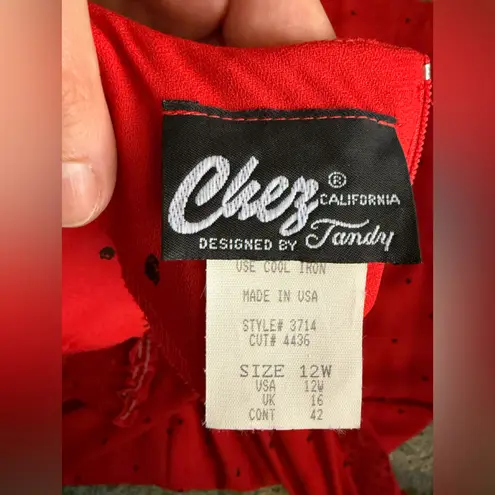 Chez ® CALIFORNIA
DESIGNED BY Tandy
USE COOL IRON
MADE IN USA
STYLE# 3714
CUT# 4436
SIZE 12W
USA 12W
UK 16
CONT 42